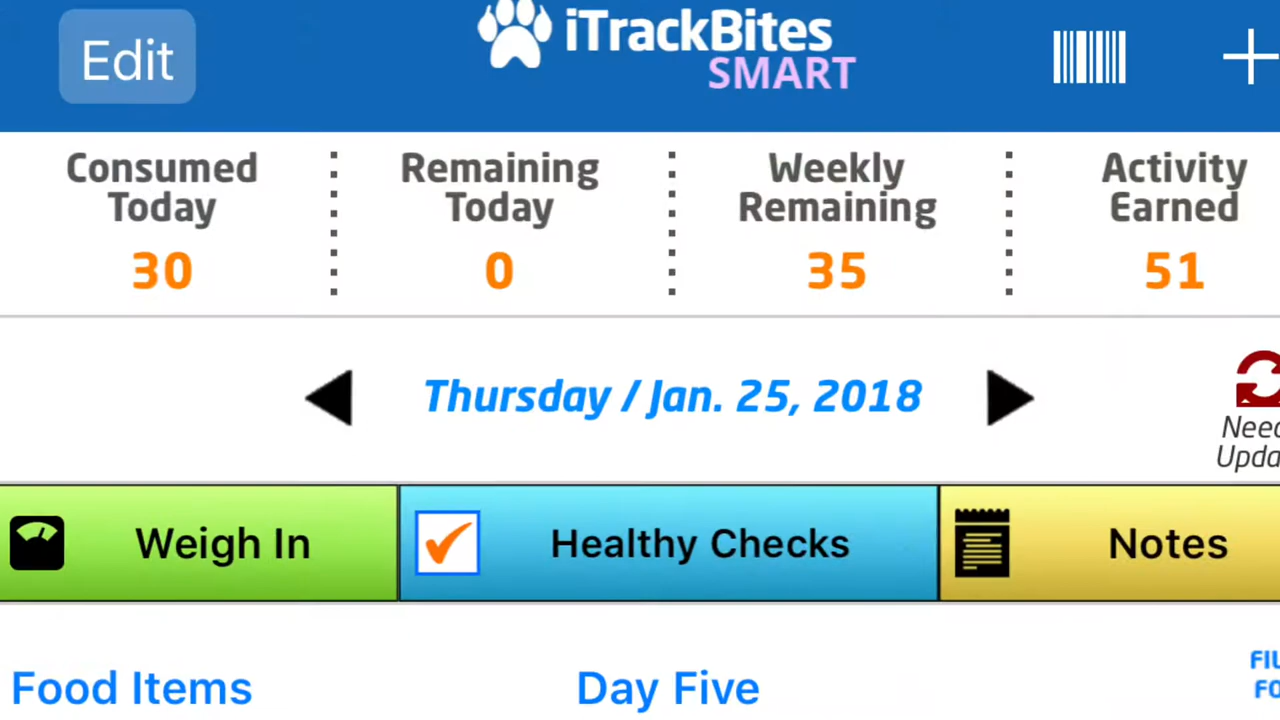 Edit
iTrackBites
SMART
Consumed Today
Remaining Today
Weekly Remaining
Activity Earned
30
0
35
51
Thursday / Jan. 25, 2018
Weigh In
Healthy Checks
Notes
Food Items
Day Five